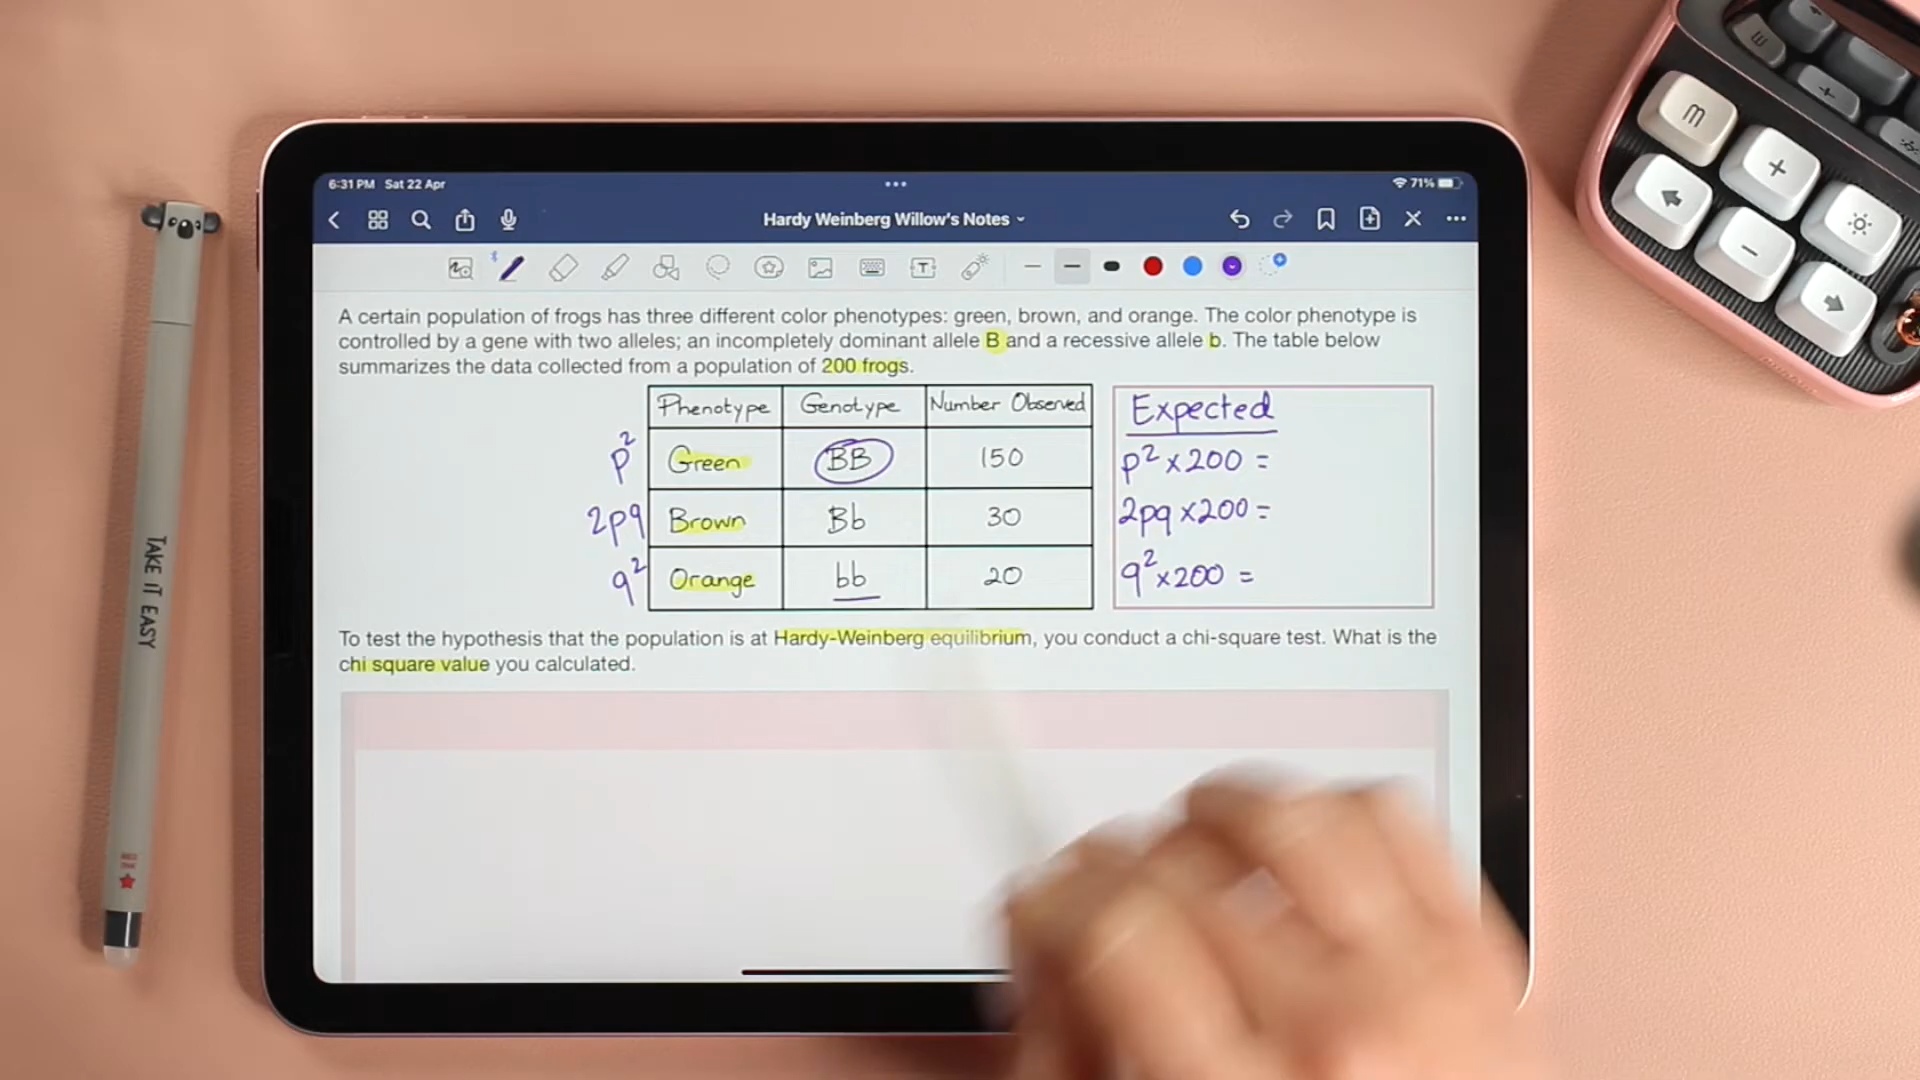 6:31 PM Sat 22 Apr
71%
Hardy Weinberg Willow's Notes
A certain population of frogs has three different color phenotypes: green, brown, and orange. The color phenotype is
controlled by a gene with two alleles; an incompletely dominant allele B and a recessive allele b. The table below
summarizes the data collected from a population of 200 frogs.
Phenotype Genotype Number Observed
p² Green BB 150
2pq Brown Bb 30
q² Orange bb 20
Expected
p² x 200 =
2pq x 200 =
q² x 200 =
To test the hypothesis that the population is at Hardy-Weinberg equilibrium, you conduct a chi-square test. What is the
chi square value you calculated.
TAKE IT EASY
m
+
−